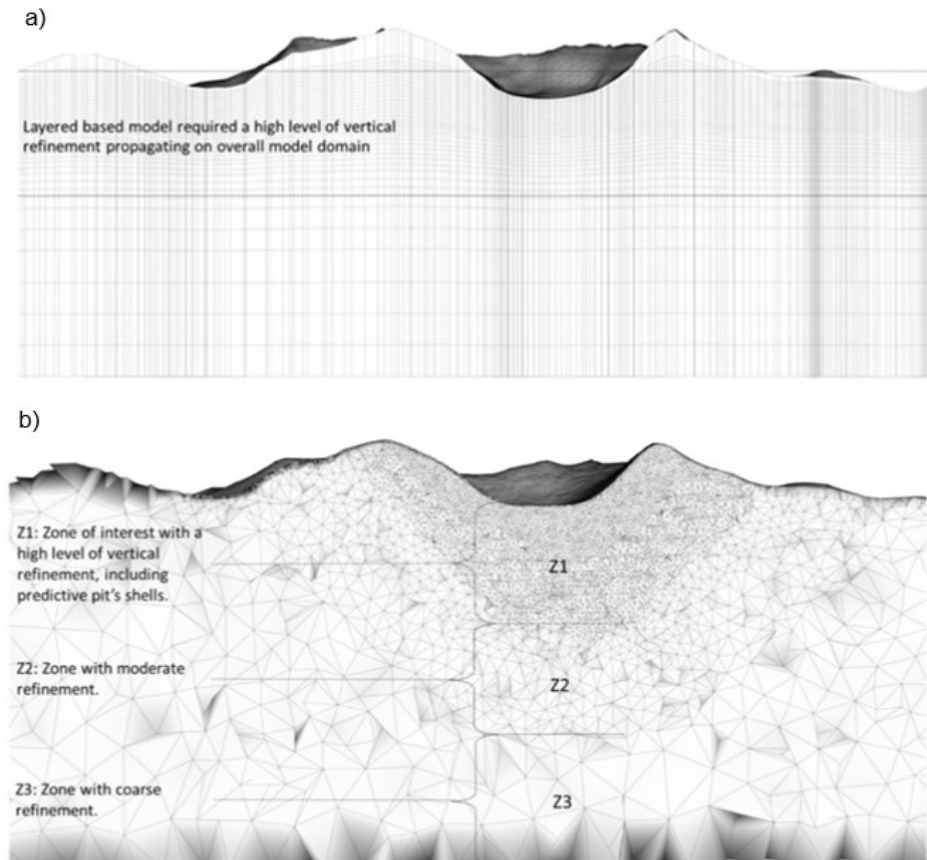 a)
Layered based model required a high level of vertical
refinement propagating on overall model domain
b)
Z1: Zone of interest with a
high level of vertical
refinement, including
predictive pit's shells.
Z1
Z2: Zone with moderate
refinement.
Z2
Z3: Zone with coarse
refinement.
Z3